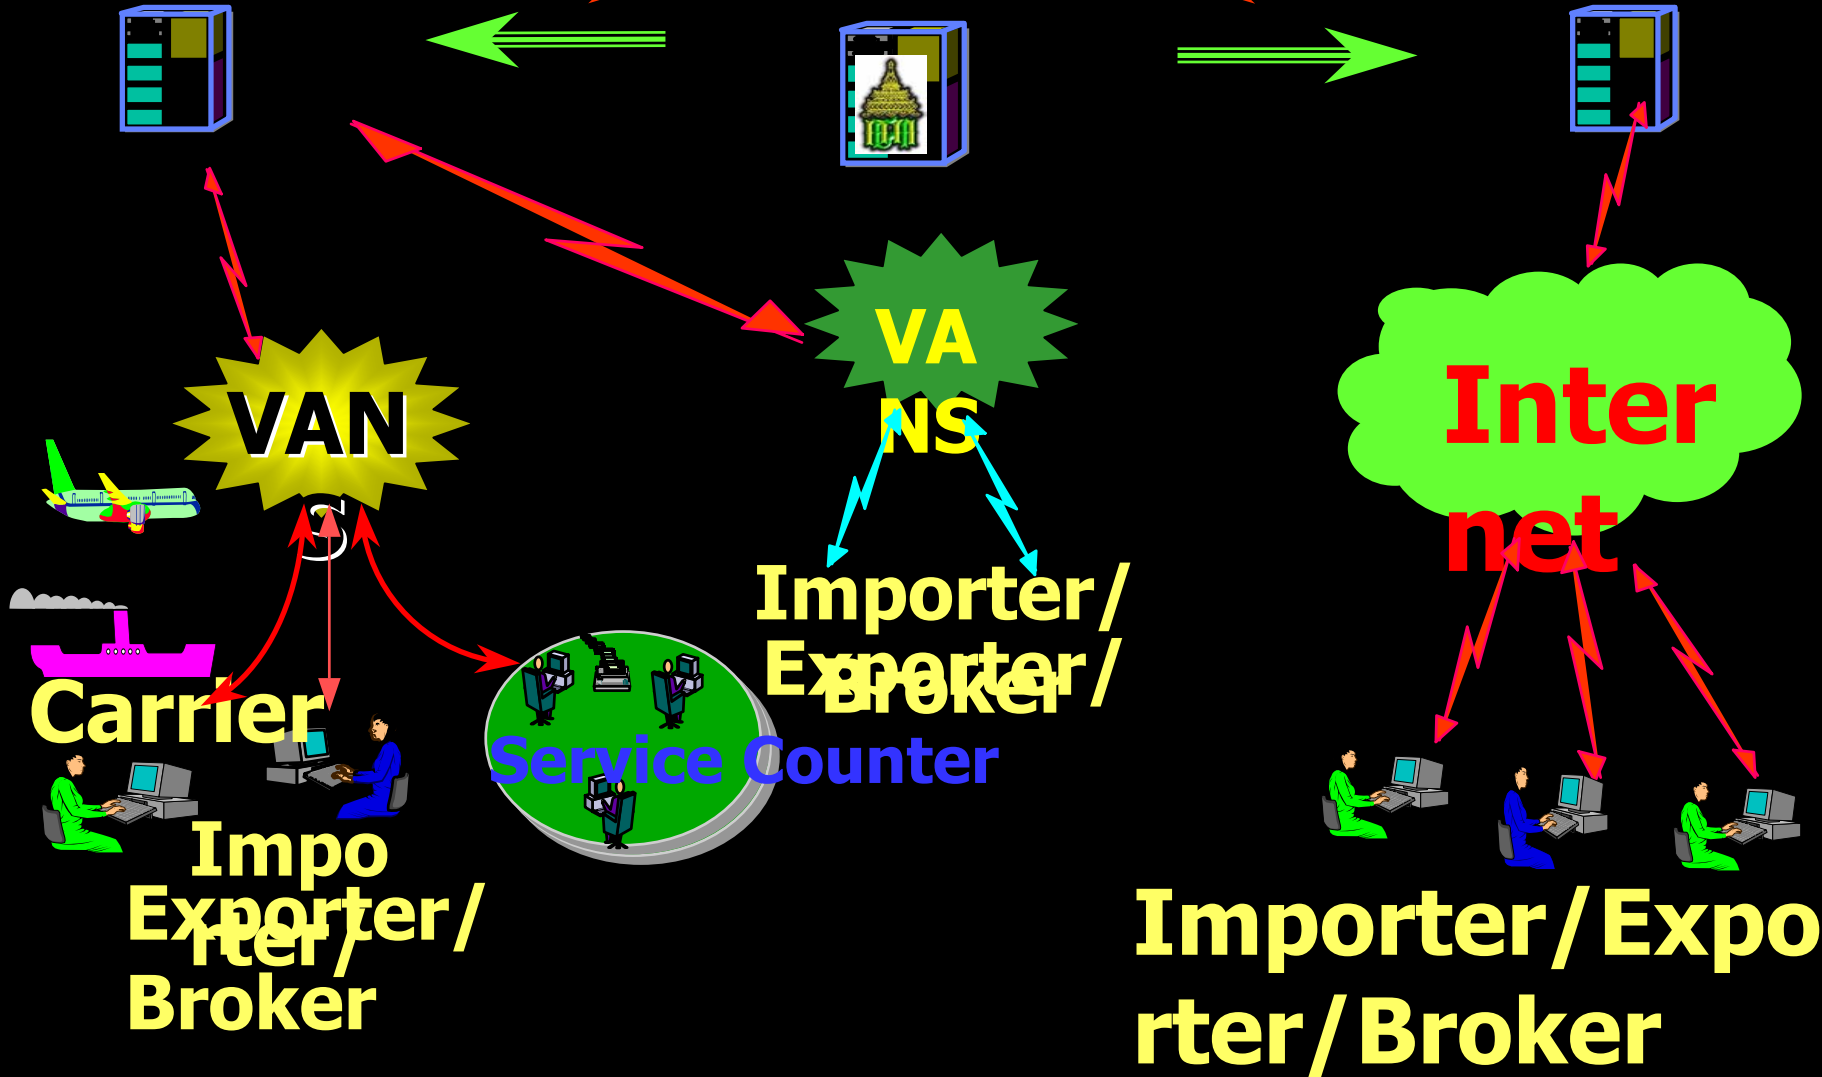 VA
NS
VAN
S
Inter
net
Importer/
Exporter/
Broker
Carrier
Service Counter
Impo
rter/
Exporter/
Broker
Importer/Expo
rter/Broker